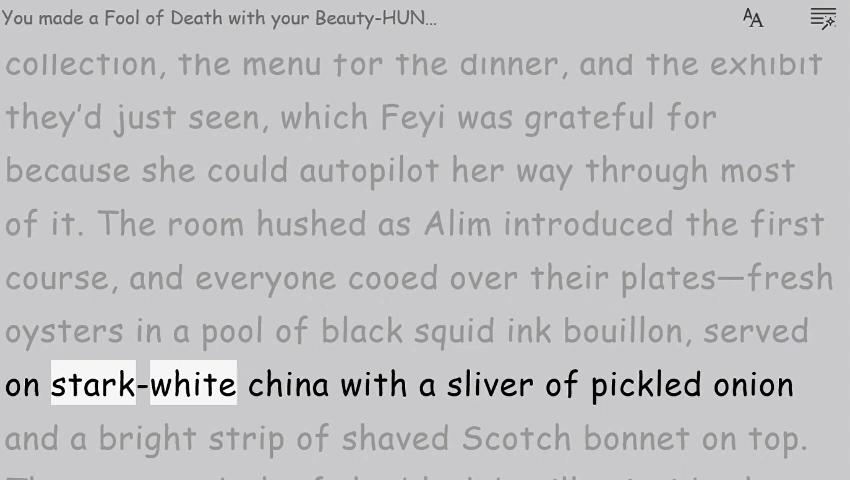 You made a Fool of Death with your Beauty-HUN...
collection, the menu for the dinner, and the exhibit
they'd just seen, which Feyi was grateful for
because she could autopilot her way through most
of it. The room hushed as Alim introduced the first
course, and everyone cooed over their plates—fresh
oysters in a pool of black squid ink bouillon, served
on stark-white china with a sliver of pickled onion
and a bright strip of shaved Scotch bonnet on top.